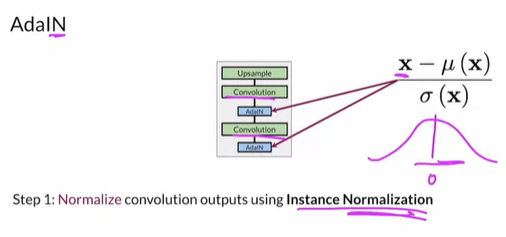 AdaIN
x − μ(x)
σ(x)
Upsample
Convolution
AdaIN
Convolution
AdaIN
0
Step 1: Normalize convolution outputs using Instance Normalization